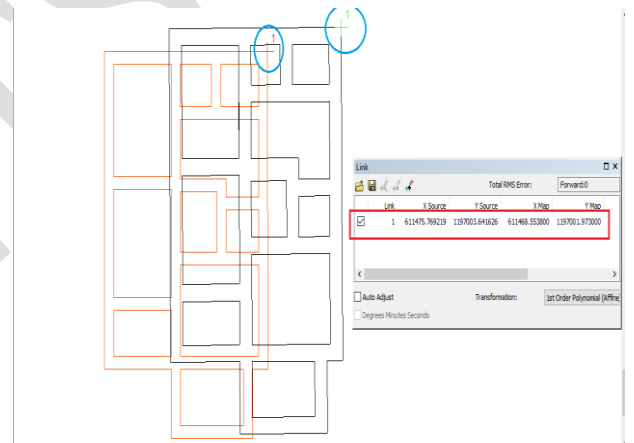 1
1
Link
Total RMS Error: Forward:0
Link X Source Y Source X Map Y Map
1 611475.769219 1197003.641626 611468.553800 1197001.973000
Auto Adjust Transformation: 1st Order Polynomial (Affine)
Degrees Minutes Seconds